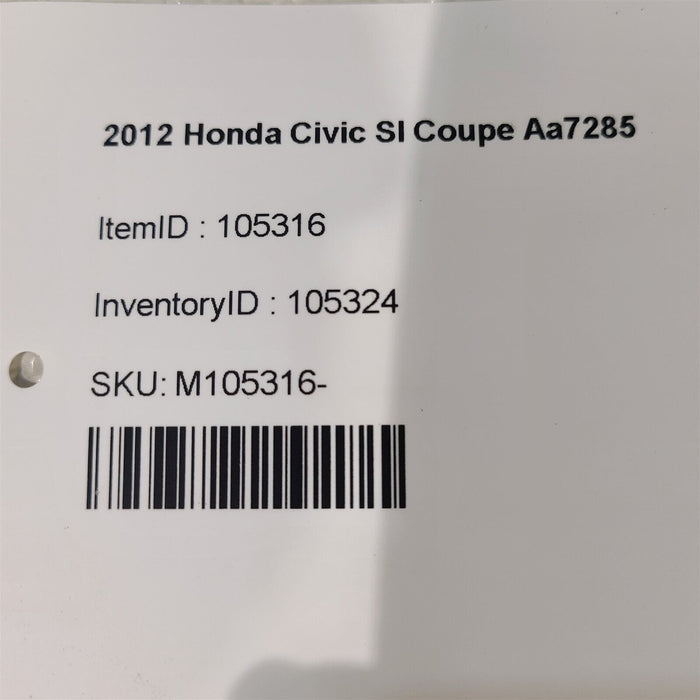 2012 Honda Civic SI Coupe Aa7285
ItemID : 105316
InventoryID : 105324
SKU: M105316-